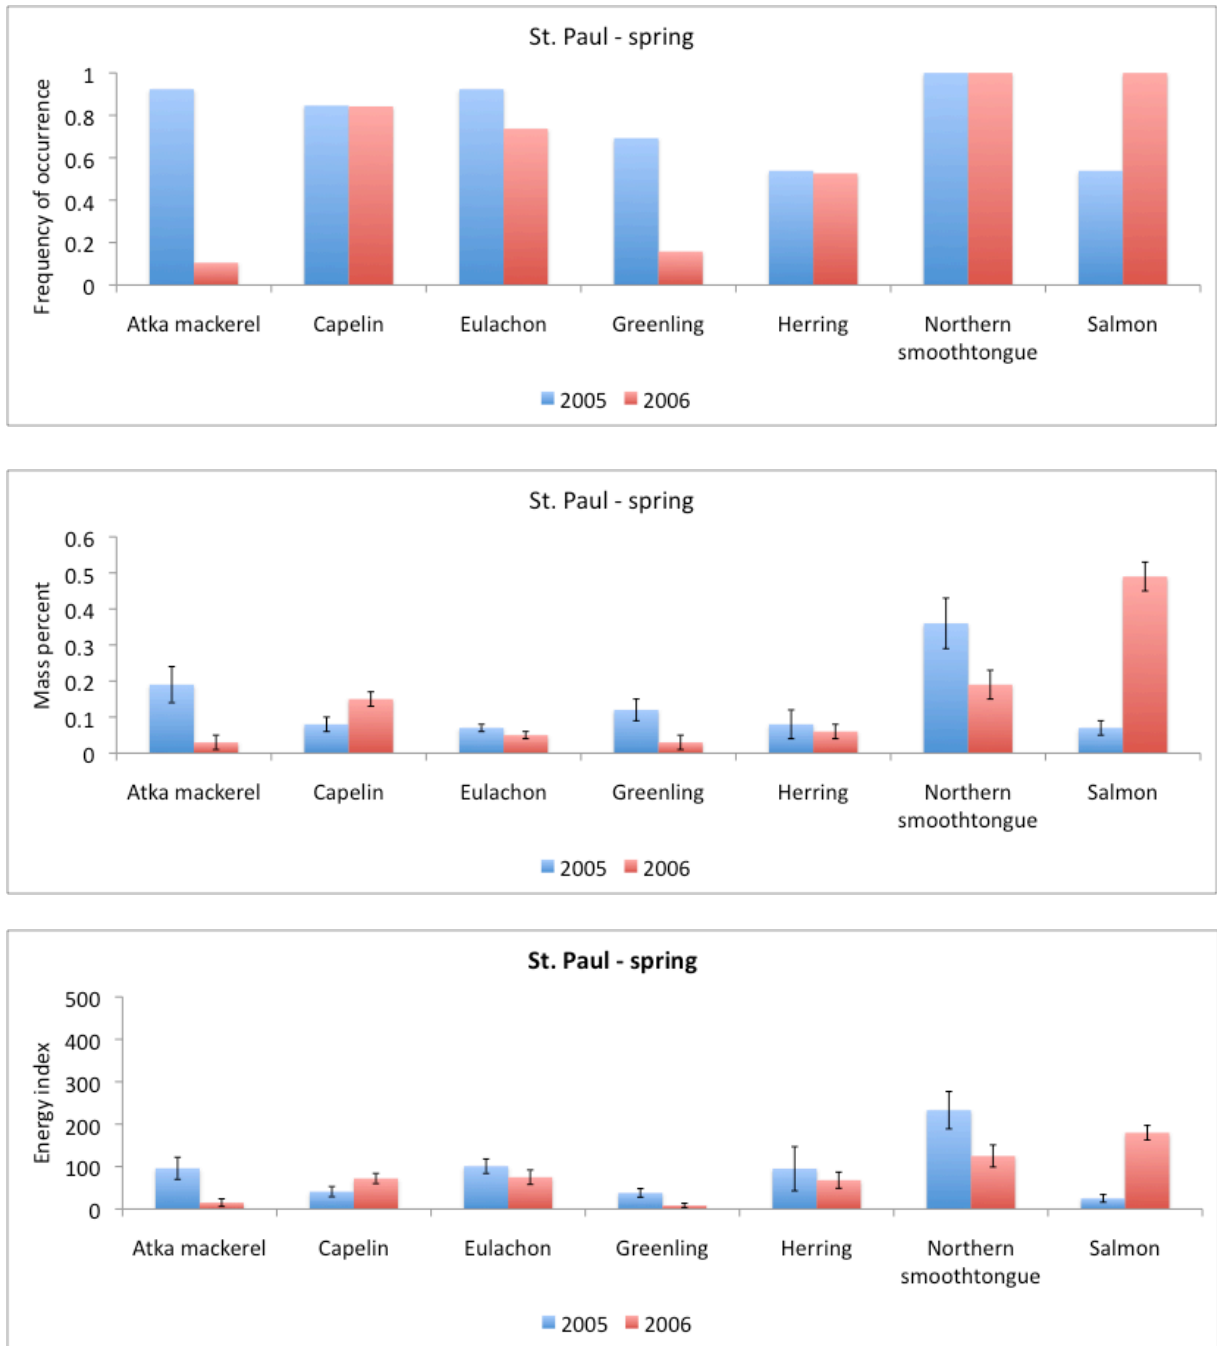 St. Paul - spring
Frequency of occurrence
1
0.8
0.6
0.4
0.2
0
Atka mackerel Capelin Eulachon Greenling Herring Northern smoothtongue Salmon
2005 2006
St. Paul - spring
Mass percent
0.6
0.5
0.4
0.3
0.2
0.1
0
Atka mackerel Capelin Eulachon Greenling Herring Northern smoothtongue Salmon
2005 2006
St. Paul - spring
Energy index
500
400
300
200
100
0
Atka mackerel Capelin Eulachon Greenling Herring Northern smoothtongue Salmon
2005 2006